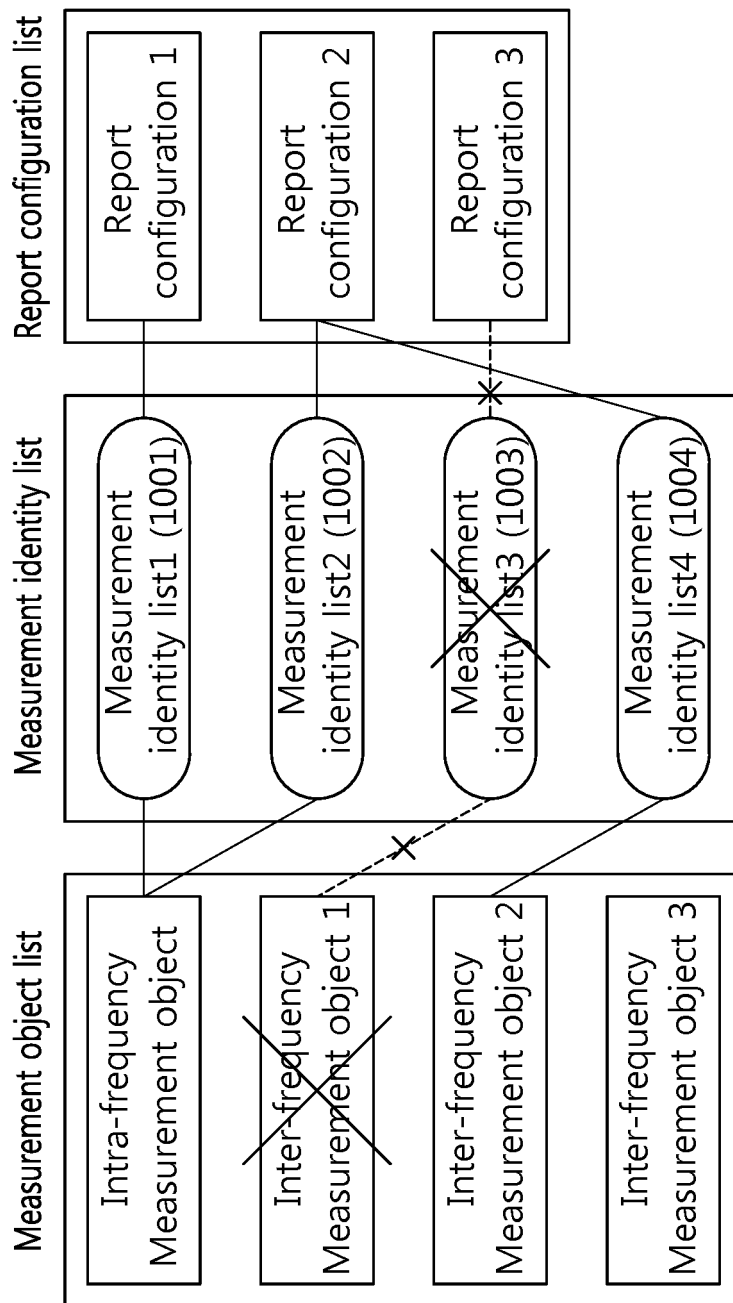 Measurement object list
Intra-frequency
Measurement object
Inter-frequency
Measurement object 1
Inter-frequency
Measurement object 2
Inter-frequency
Measurement object 3
Measurement identity list
Measurement
identity list1 (1001)
Measurement
identity list2 (1002)
Measurement
identity list3 (1003)
Measurement
identity list4 (1004)
Report configuration list
Report
configuration 1
Report
configuration 2
Report
configuration 3